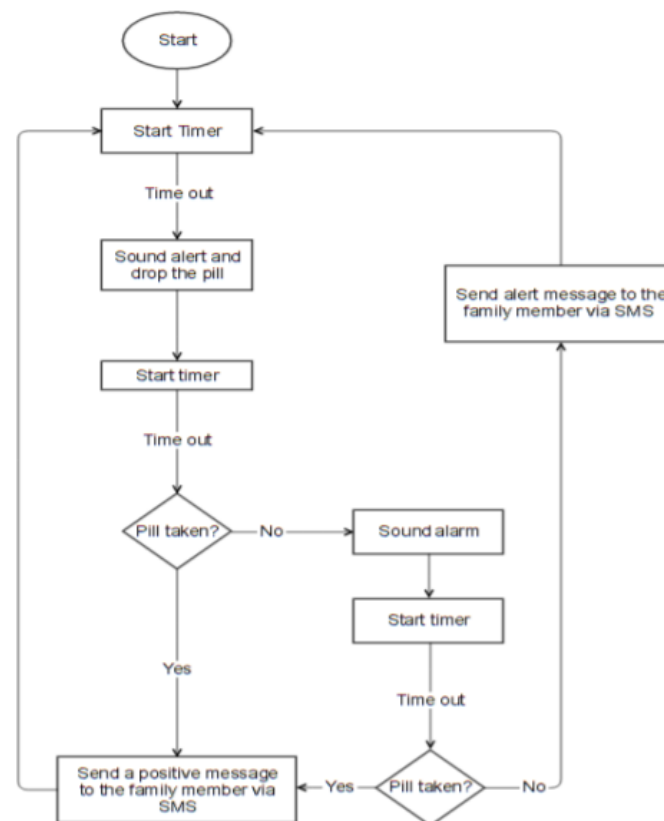 Start
Start Timer
Time out
Sound alert and
drop the pill
Send alert message to the
family member via SMS
Start timer
Time out
Pill taken?
No
Sound alarm
Start timer
Yes
Time out
Send a positive message
to the family member via
SMS
Yes
Pill taken?
No